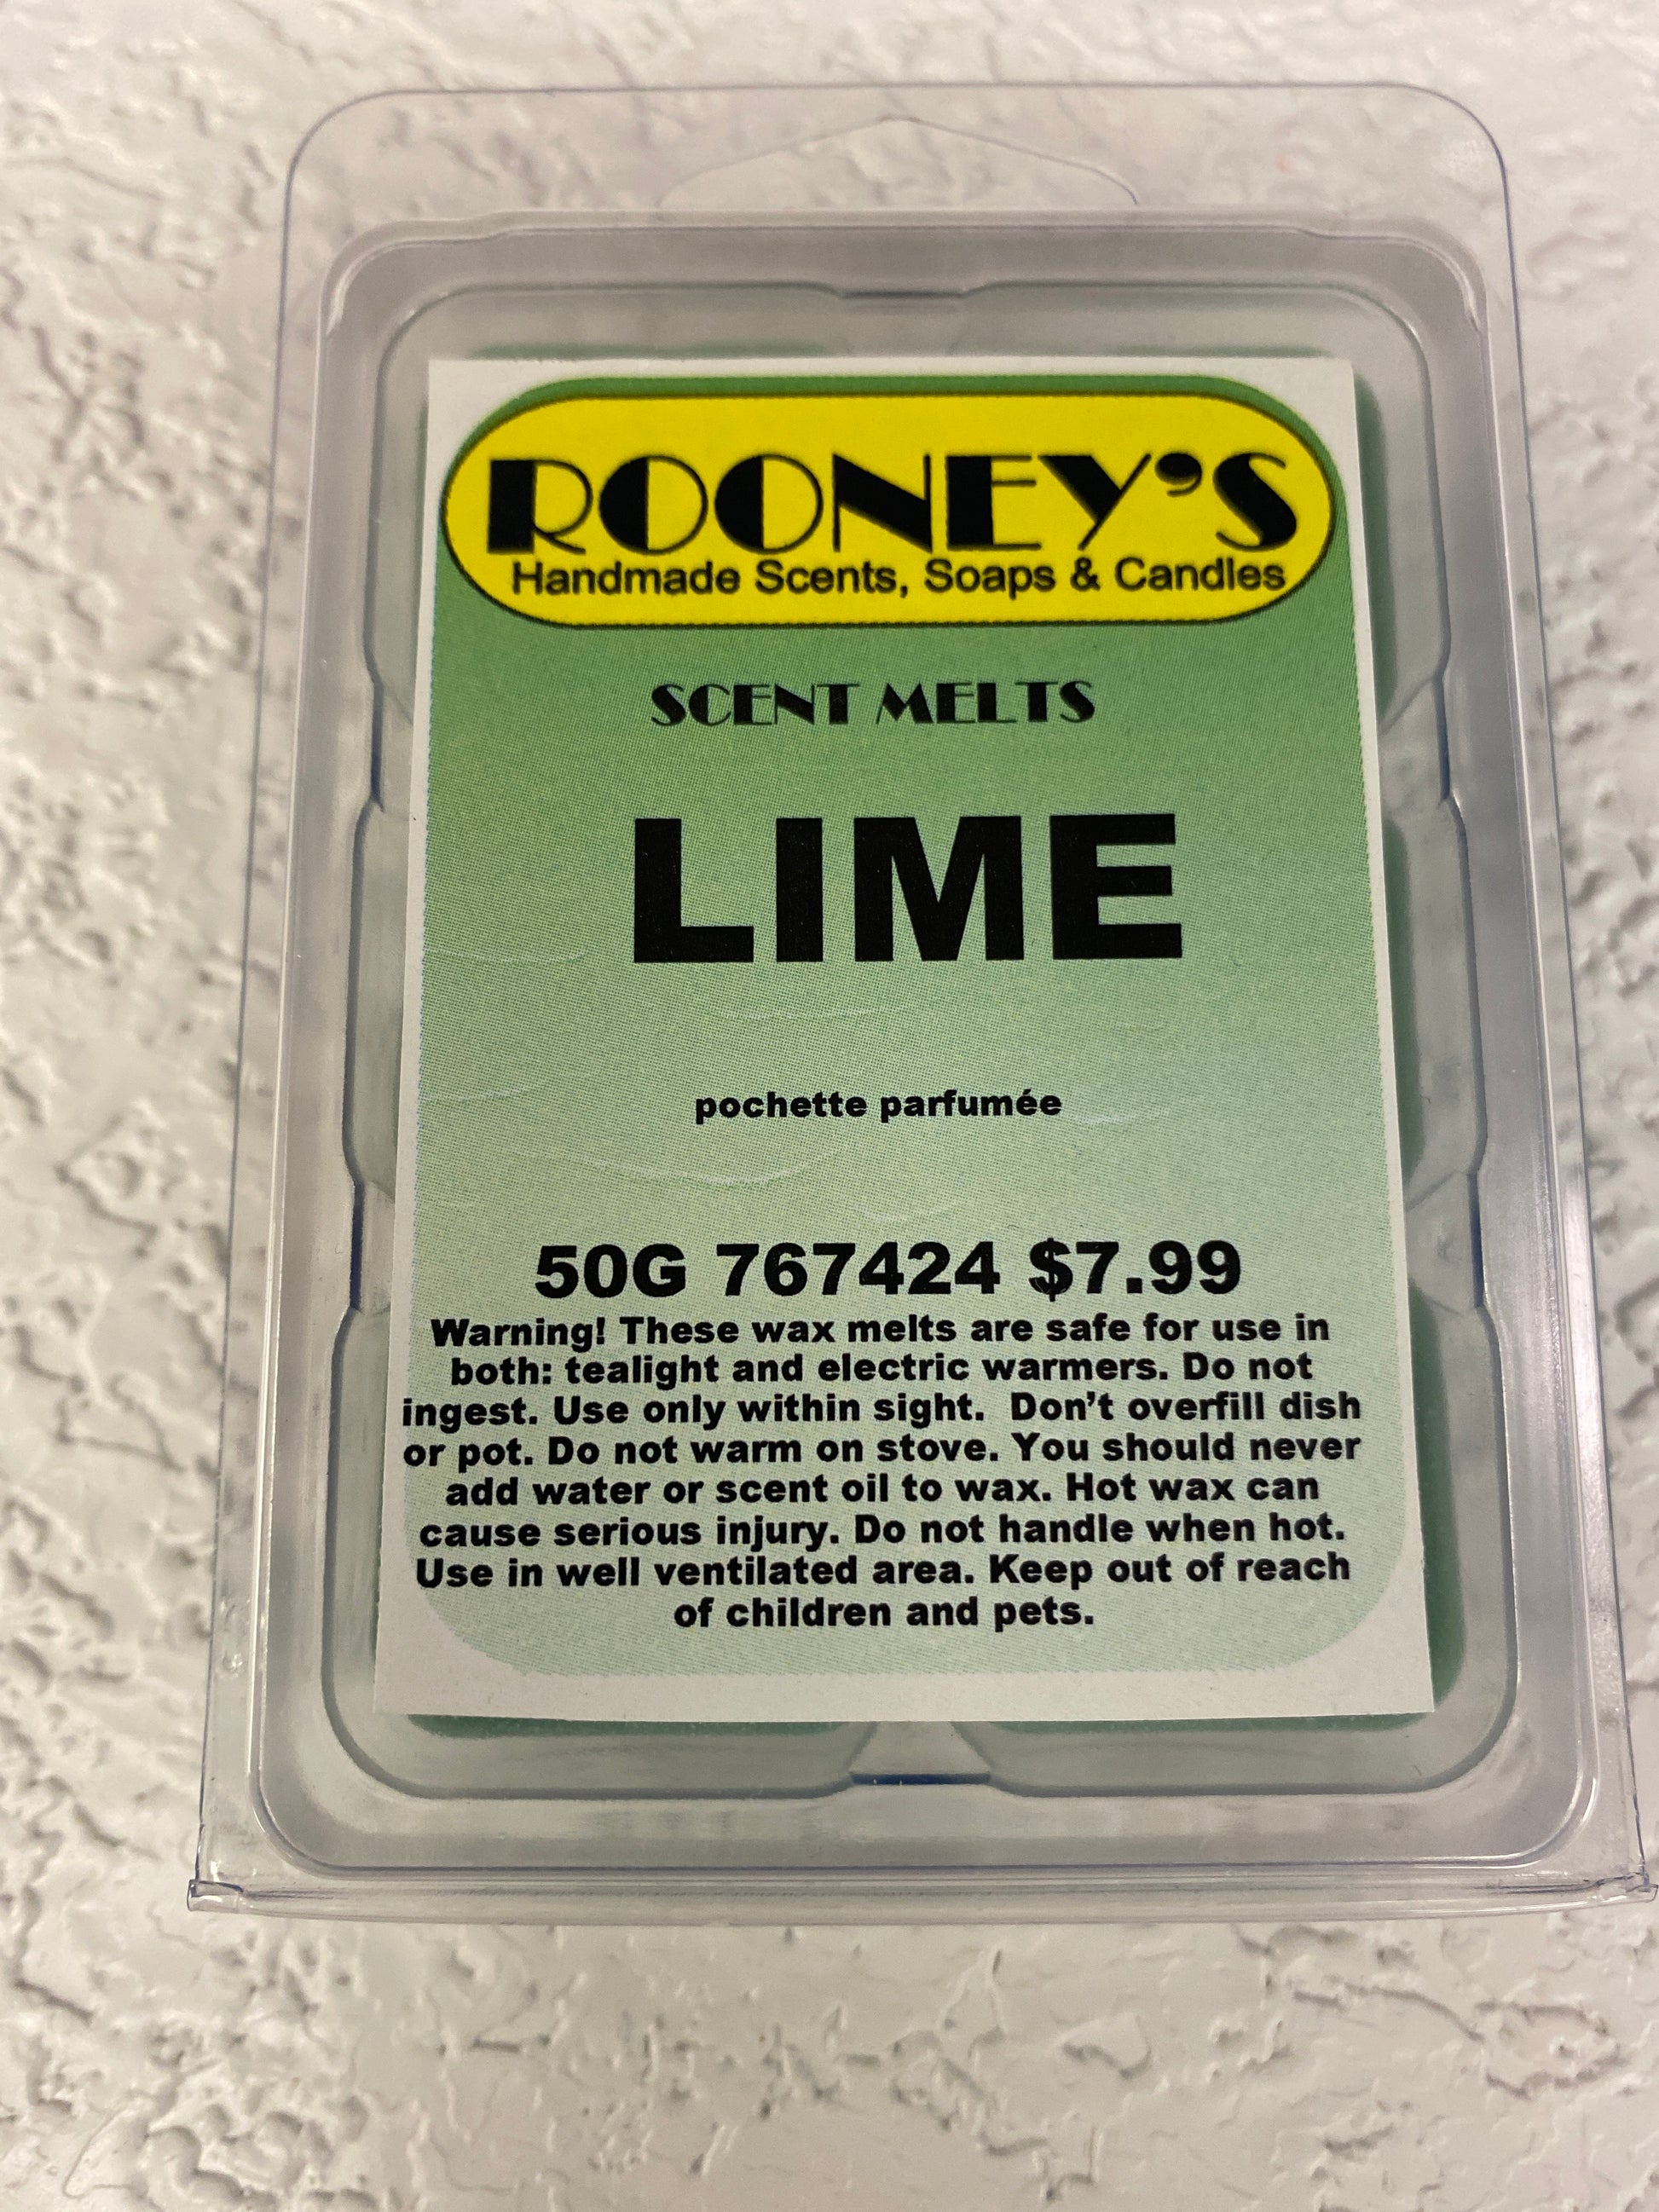 ROONEY'S
Handmade Scents, Soaps & Candles
SCENT MELTS
LIME
pochette parfumée
50G 767424 $7.99
Warning! These wax melts are safe for use in
both: tealight and electric warmers. Do not
ingest. Use only within sight. Don't overfill dish
or pot. Do not warm on stove. You should never
add water or scent oil to wax. Hot wax can
cause serious injury. Do not handle when hot.
Use in well ventilated area. Keep out of reach
of children and pets.